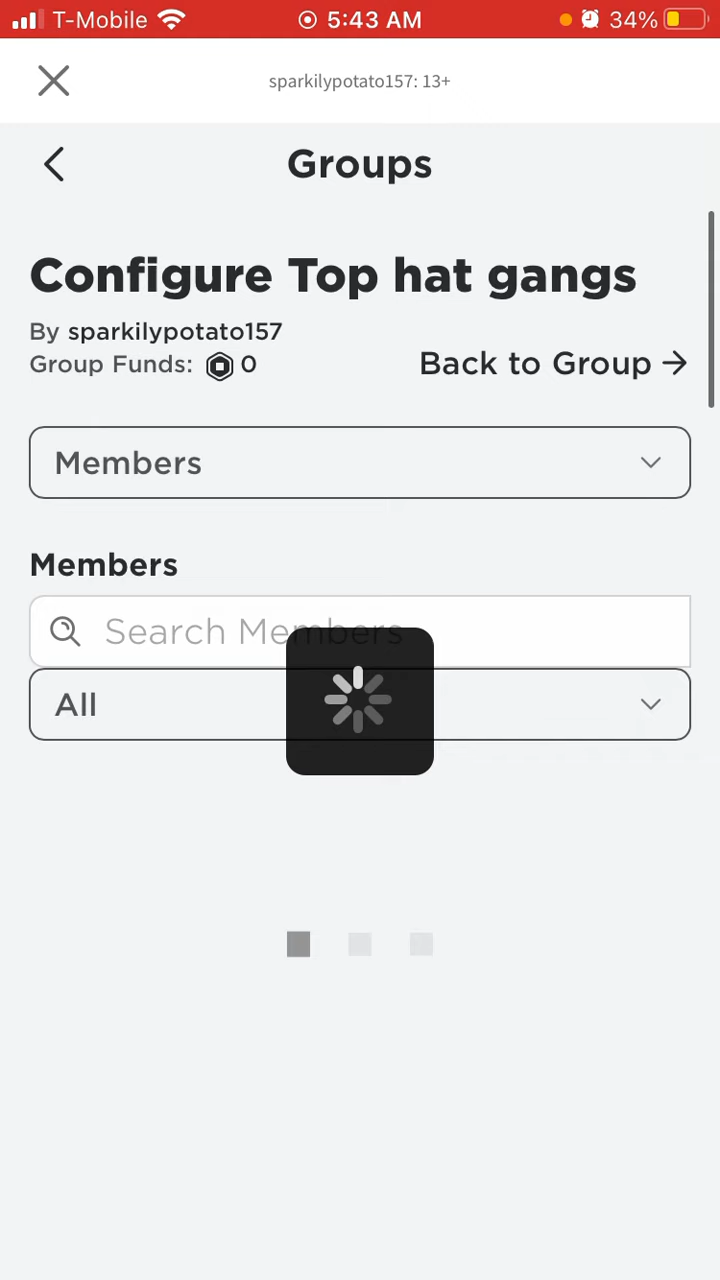 T-Mobile 5:43 AM 34%
sparkilypotato157: 13+
Groups
Configure Top hat gangs
By sparkilypotato157
Group Funds: 0
Back to Group
Members
Members
Search Members
All